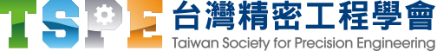 TSPE 台灣精密工程學會
Taiwan Society for Precision Engineering